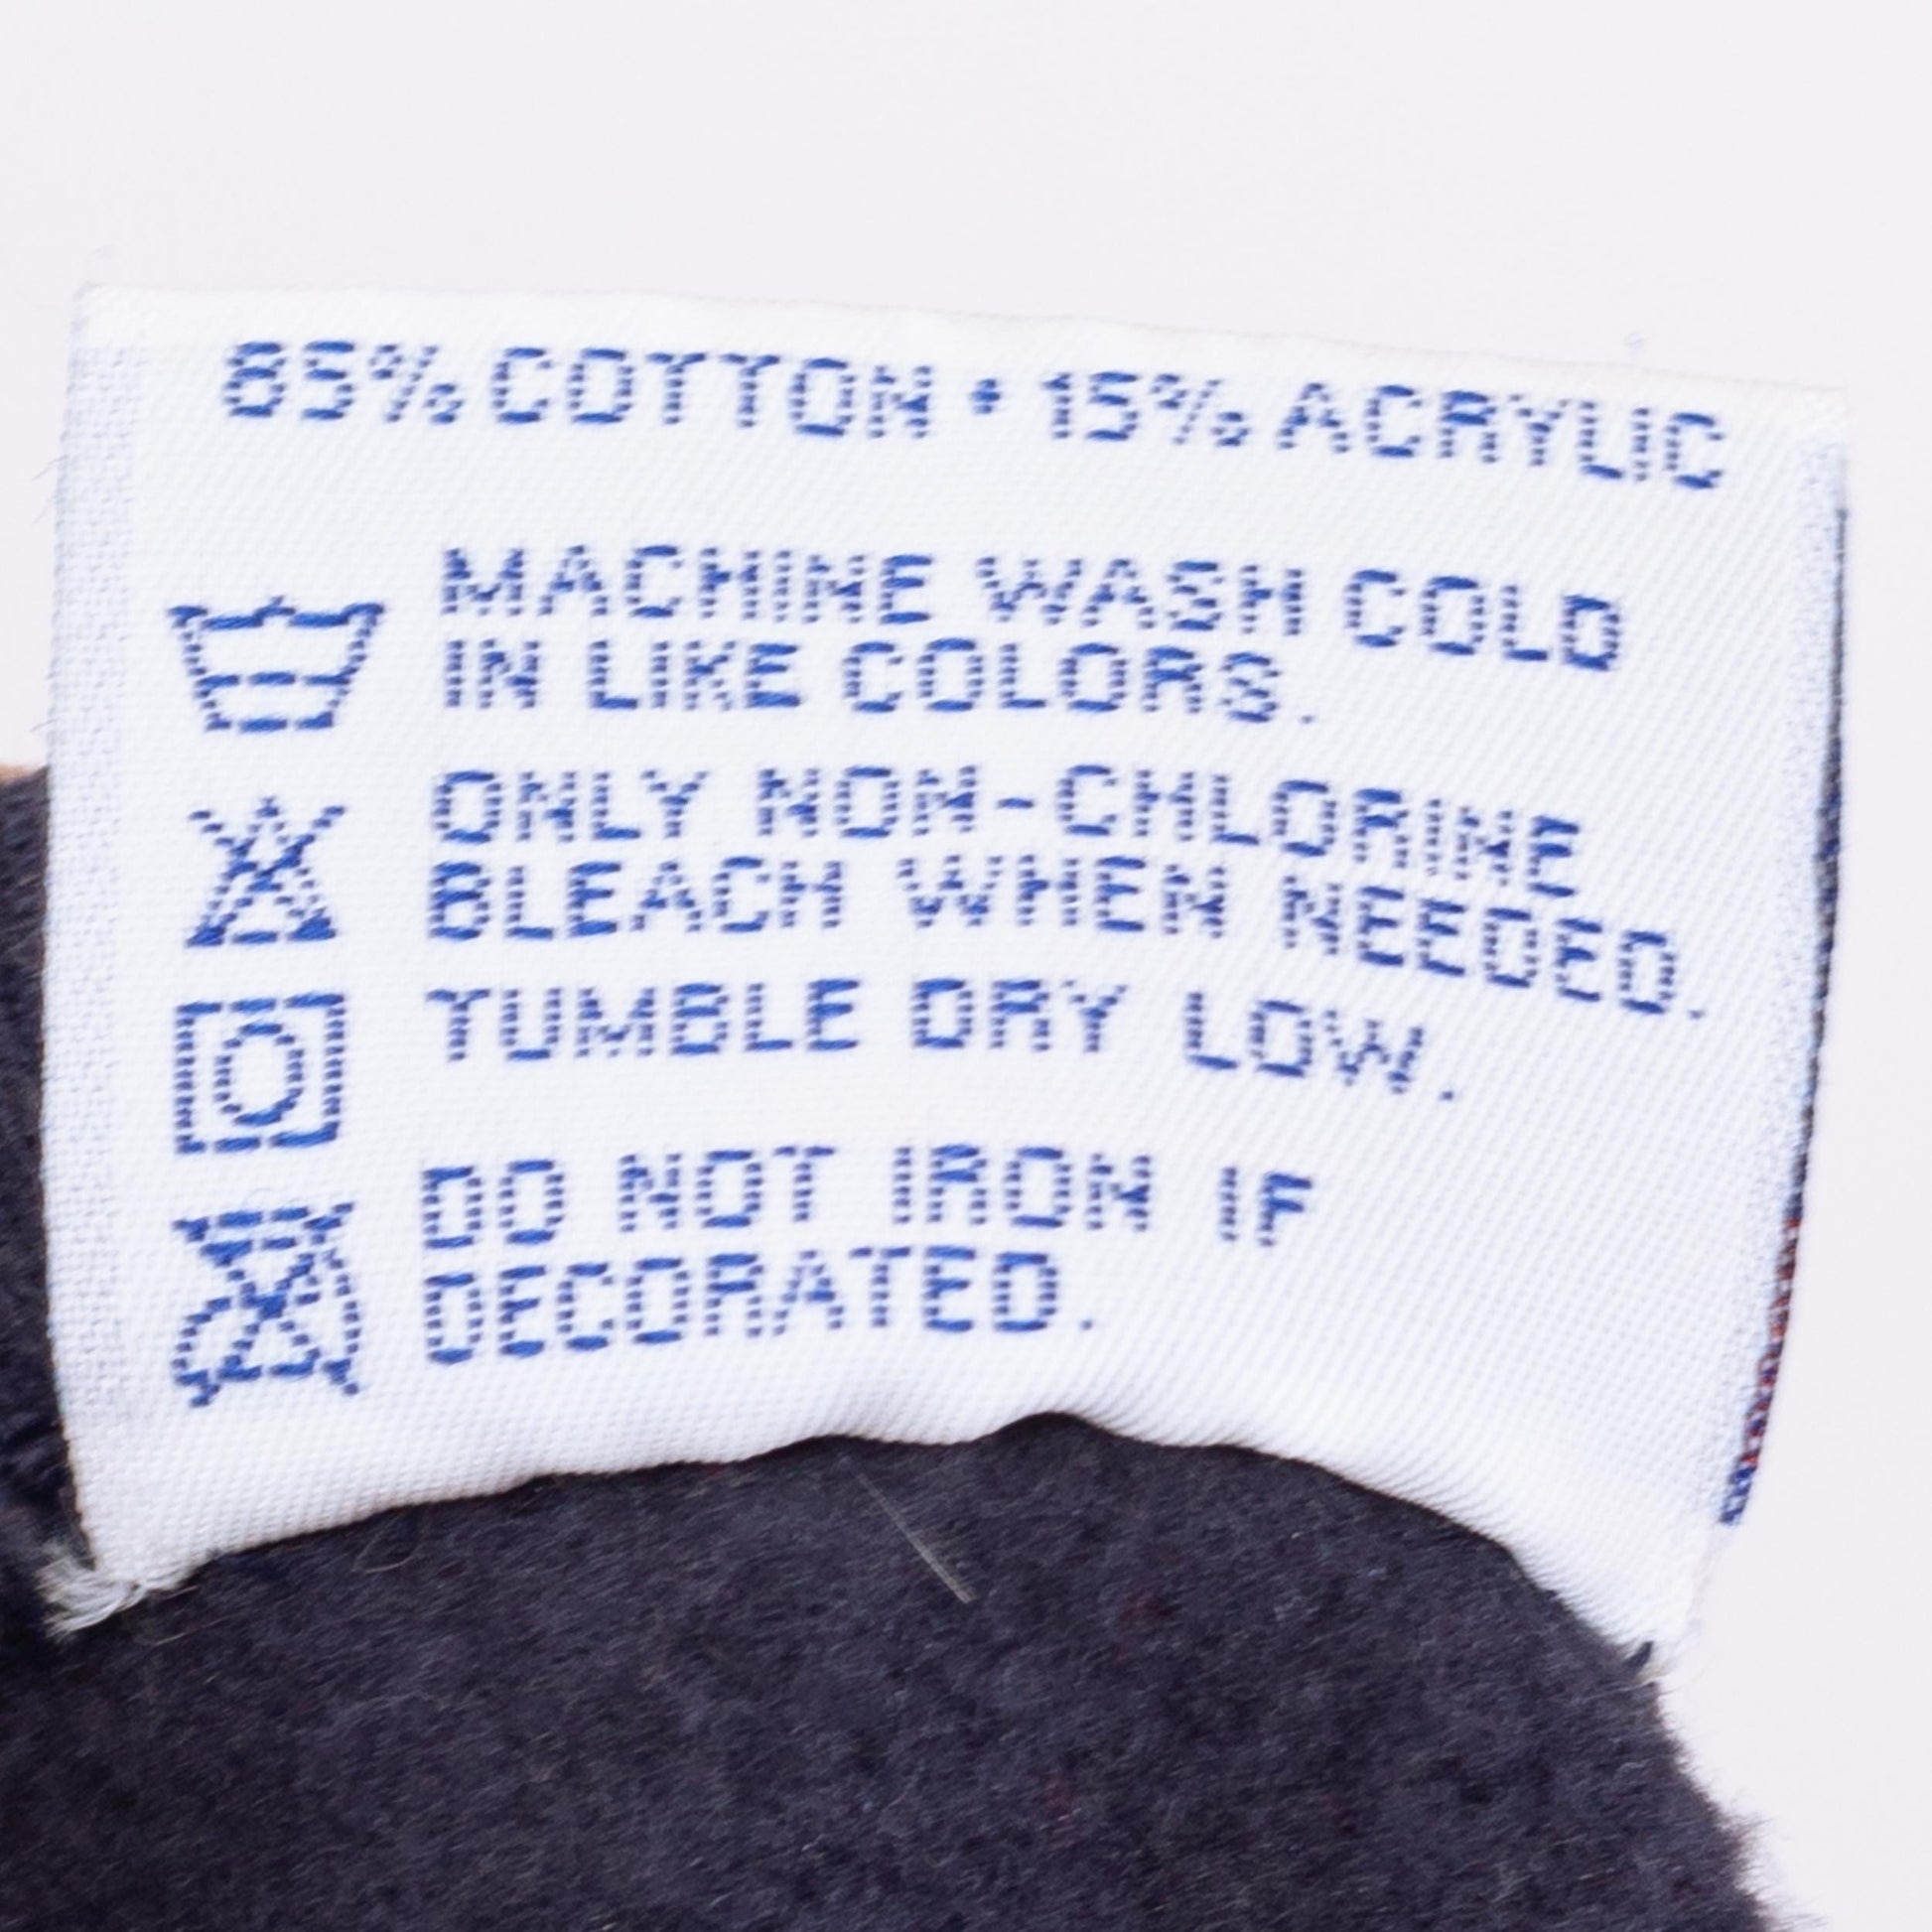 85% COTTON • 15% ACRYLIC
MACHINE WASH COLD
IN LIKE COLORS.
ONLY NON-CHLORINE
BLEACH WHEN NEEDED.
TUMBLE DRY LOW.
DO NOT IRON IF
DECORATED.